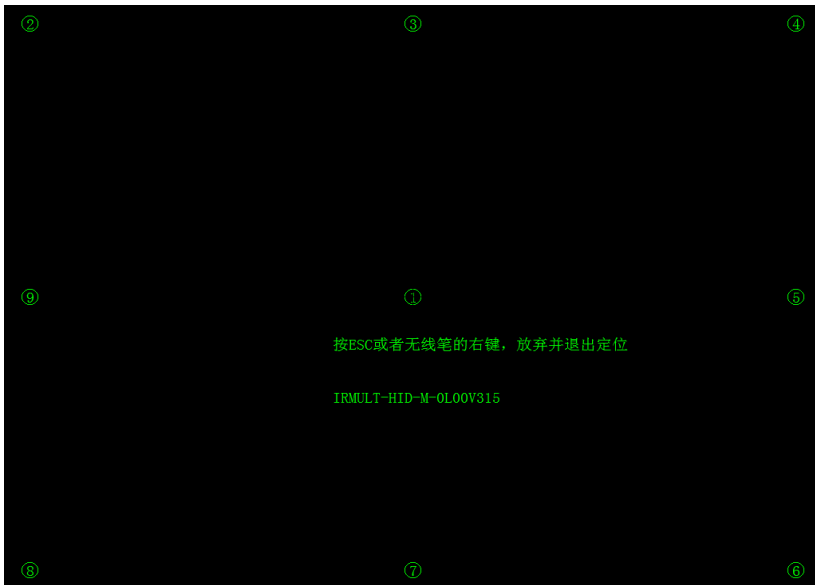 ② ③ ④
⑨ ① ⑤
按ESC或者无线笔的右键，放弃并退出定位
IRMULT-HID-M-0L00V315
⑧ ⑦ ⑥